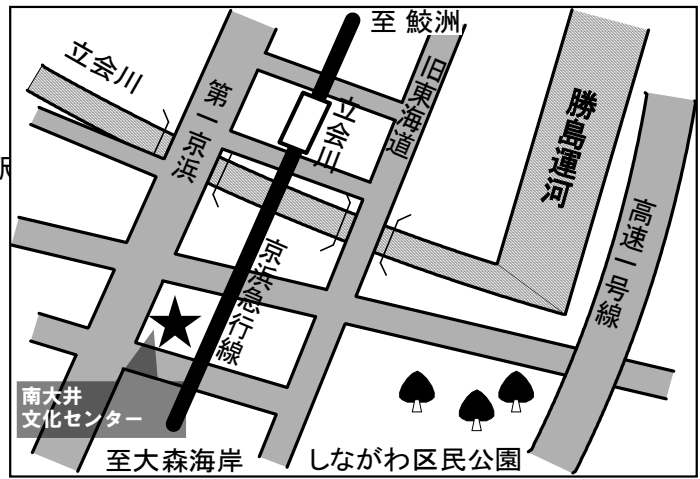 至 鮫洲
立会川
旧東海道
第一京浜
立会川
勝島運河
高速一号線
京浜急行線
南大井
文化センター
至大森海岸
しながわ区民公園